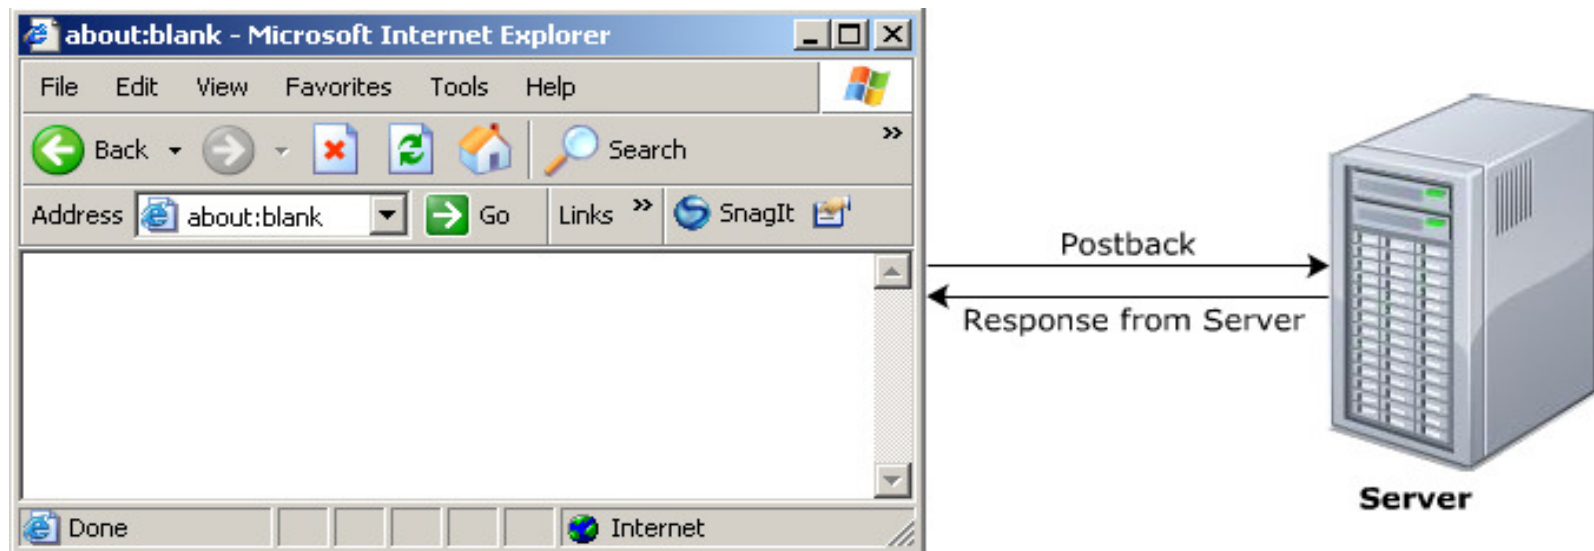 about:blank - Microsoft Internet Explorer
File Edit View Favorites Tools Help
Back Search »
Address about:blank Go Links » SnagIt
Postback
Response from Server
Server
Done Internet